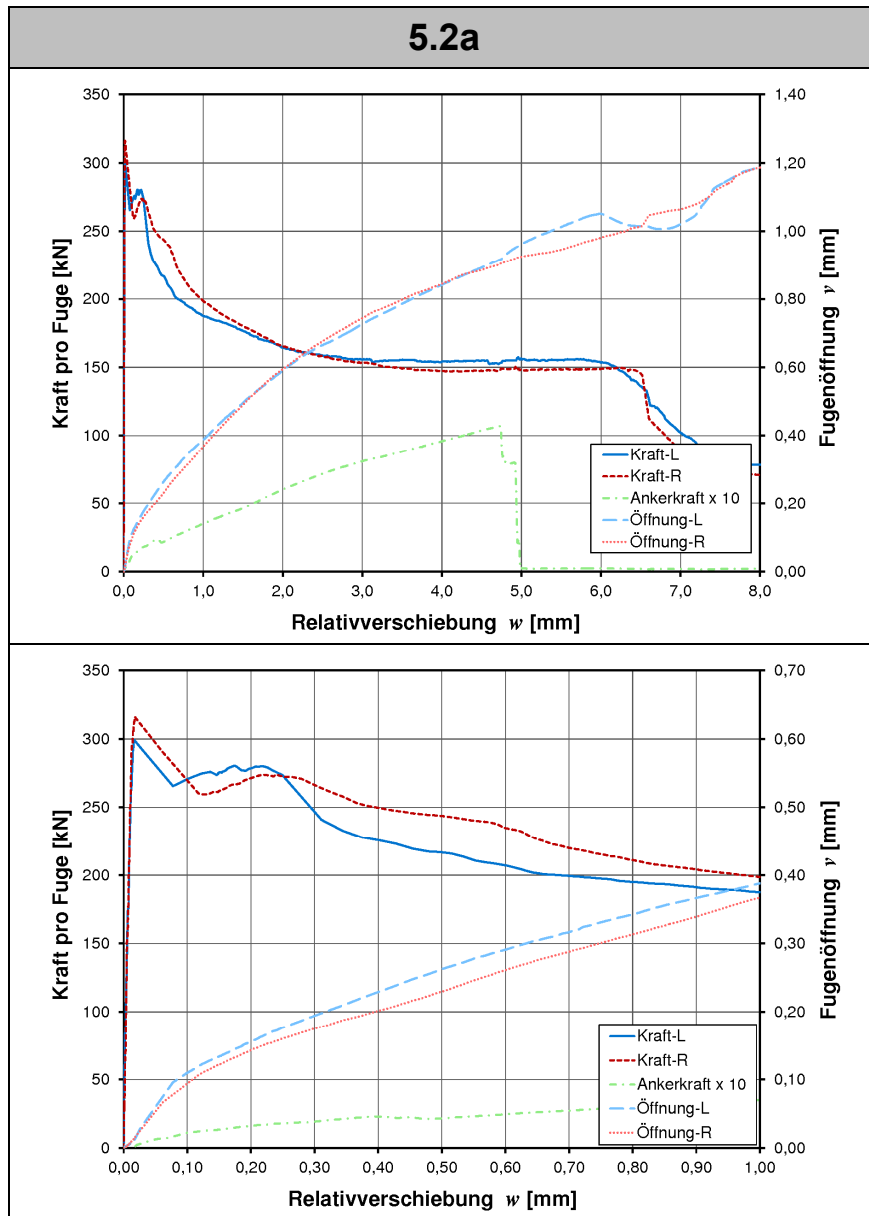 5.2a
350
300
250
200
150
100
50
0
Kraft pro Fuge [kN]
1,40
1,20
1,00
0,80
0,60
0,40
0,20
0,00
Fugenöffnung v [mm]
Kraft-L
Kraft-R
Ankerkraft x 10
Öffnung-L
Öffnung-R
0,0 1,0 2,0 3,0 4,0 5,0 6,0 7,0 8,0
Relativverschiebung w [mm]
350
300
250
200
150
100
50
0
Kraft pro Fuge [kN]
0,70
0,60
0,50
0,40
0,30
0,20
0,10
0,00
Fugenöffnung v [mm]
Kraft-L
Kraft-R
Ankerkraft x 10
Öffnung-L
Öffnung-R
0,00 0,10 0,20 0,30 0,40 0,50 0,60 0,70 0,80 0,90 1,00
Relativverschiebung w [mm]